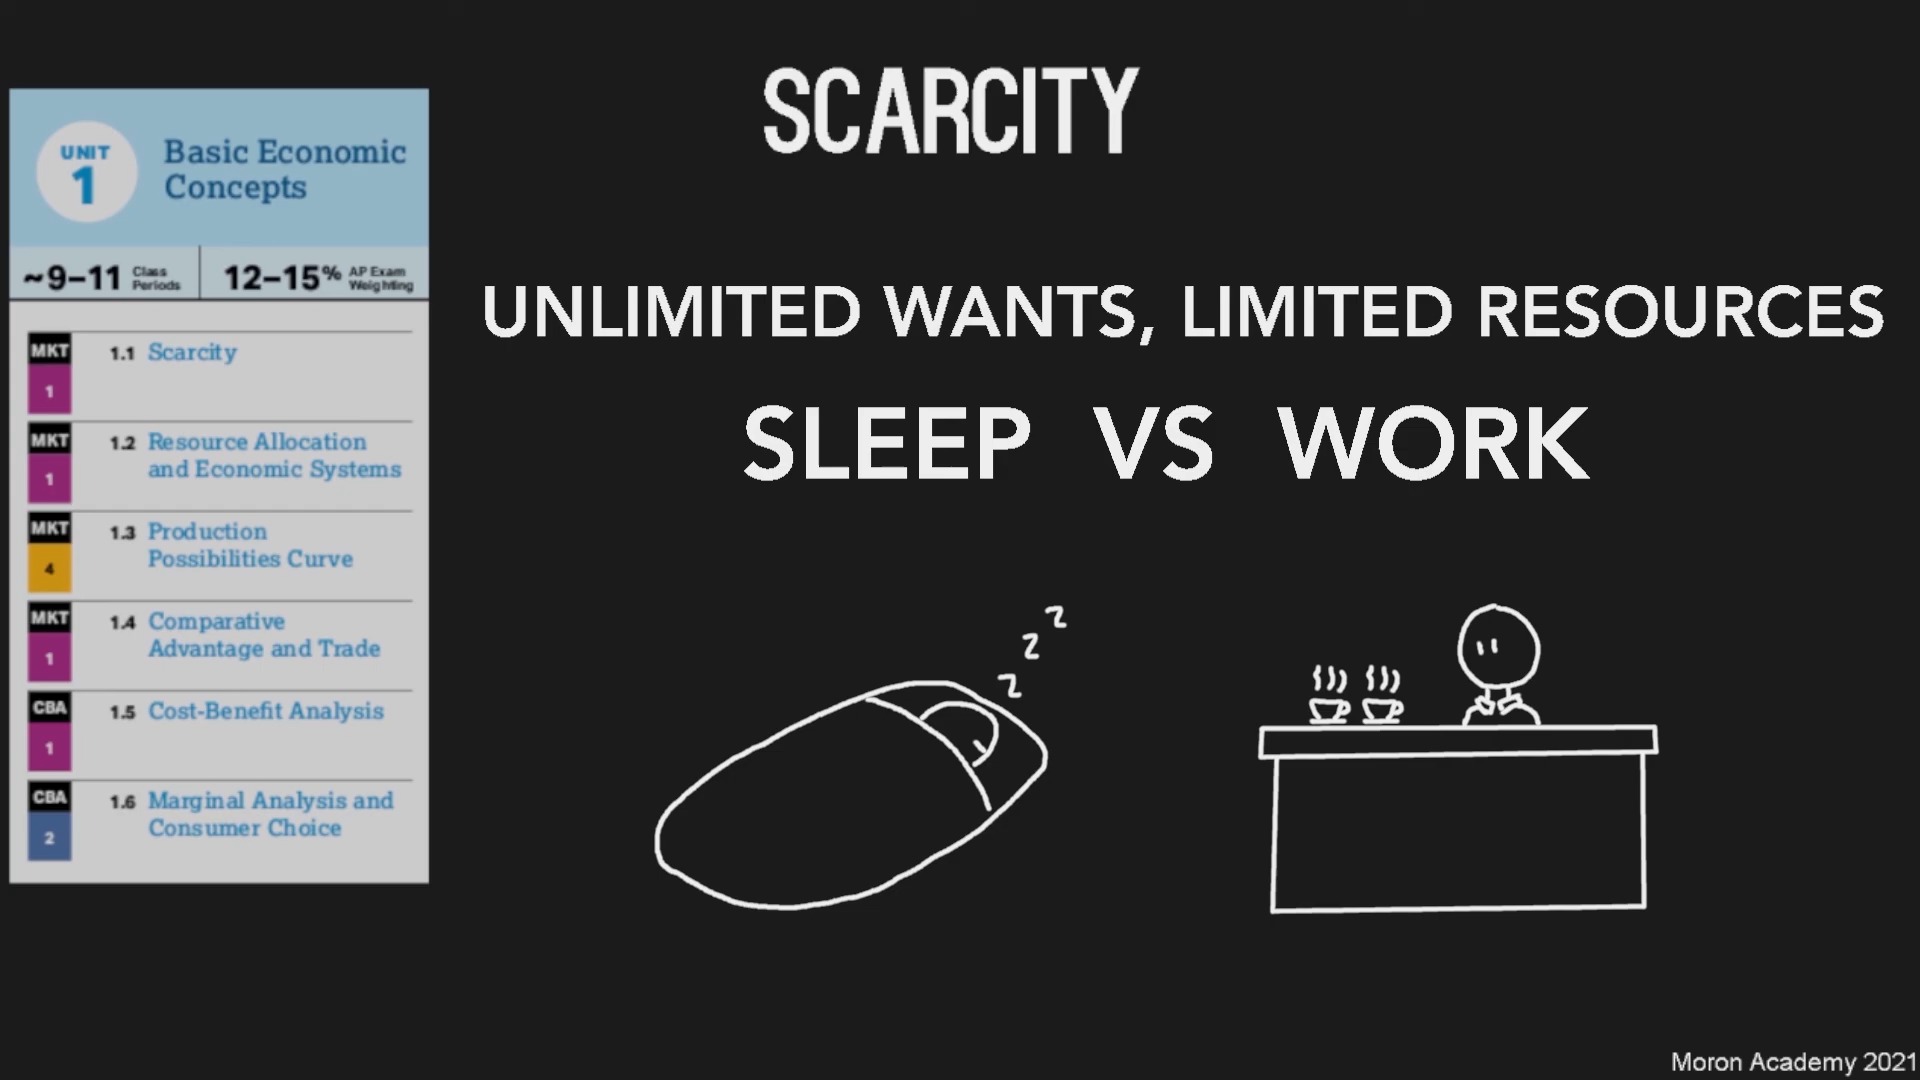 SCARCITY
UNIT
1
Basic Economic
Concepts
~9–11 Class Periods
12–15% AP Exam Weighting
MKT
1
1.1 Scarcity
MKT
1
1.2 Resource Allocation
and Economic Systems
MKT
4
1.3 Production
Possibilities Curve
MKT
1
1.4 Comparative
Advantage and Trade
CBA
1
1.5 Cost-Benefit Analysis
CBA
2
1.6 Marginal Analysis and
Consumer Choice
UNLIMITED WANTS, LIMITED RESOURCES
SLEEP VS WORK
z
z
z
Moron Academy 2021